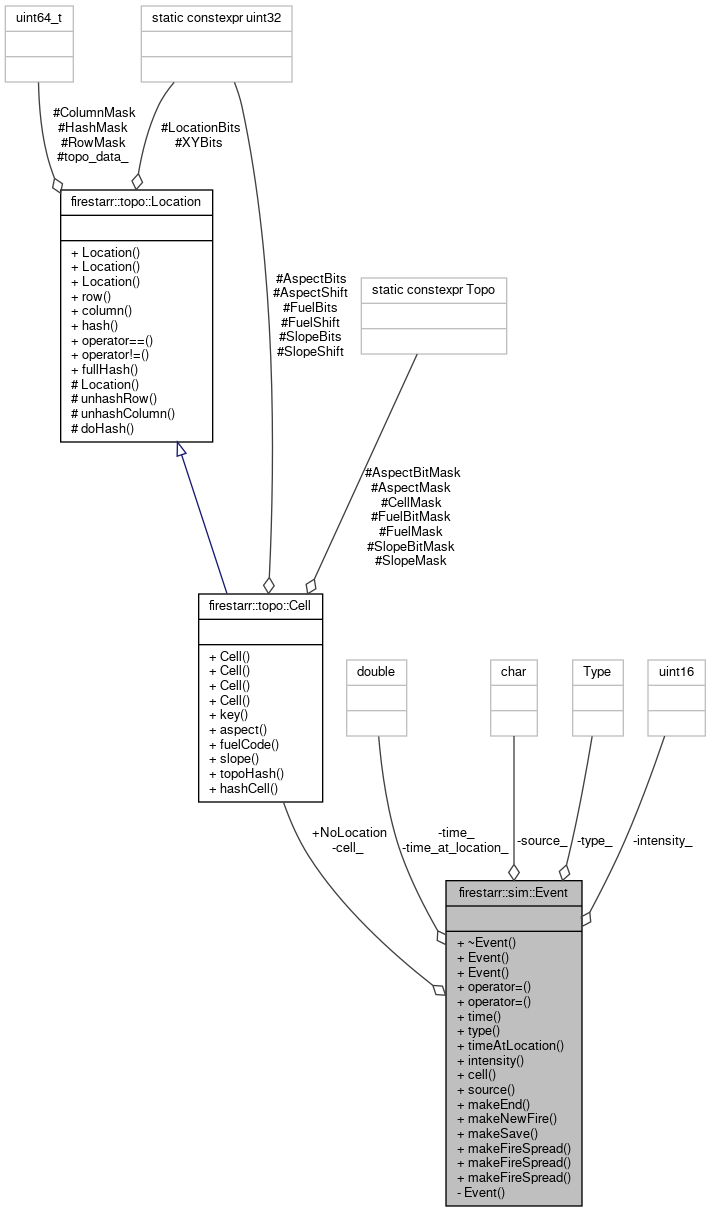 uint64_t
static constexpr uint32
#ColumnMask
#HashMask
#RowMask
#topo_data_
#LocationBits
#XYBits
firestarr::topo::Location
+ Location()
+ Location()
+ Location()
+ row()
+ column()
+ hash()
+ operator==()
+ operator!=()
+ fullHash()
# Location()
# unhashRow()
# unhashColumn()
# doHash()
#AspectBits
#AspectShift
#FuelBits
#FuelShift
#SlopeBits
#SlopeShift
static constexpr Topo
#AspectBitMask
#AspectMask
#CellMask
#FuelBitMask
#FuelMask
#SlopeBitMask
#SlopeMask
firestarr::topo::Cell
+ Cell()
+ Cell()
+ Cell()
+ Cell()
+ key()
+ aspect()
+ fuelCode()
+ slope()
+ topoHash()
+ hashCell()
double
char
Type
uint16
+NoLocation
-cell_
-time_
-time_at_location_
-source_
-type_
-intensity_
firestarr::sim::Event
+ ~Event()
+ Event()
+ Event()
+ operator=()
+ operator=()
+ time()
+ type()
+ timeAtLocation()
+ intensity()
+ cell()
+ source()
+ makeEnd()
+ makeNewFire()
+ makeSave()
+ makeFireSpread()
+ makeFireSpread()
+ makeFireSpread()
- Event()